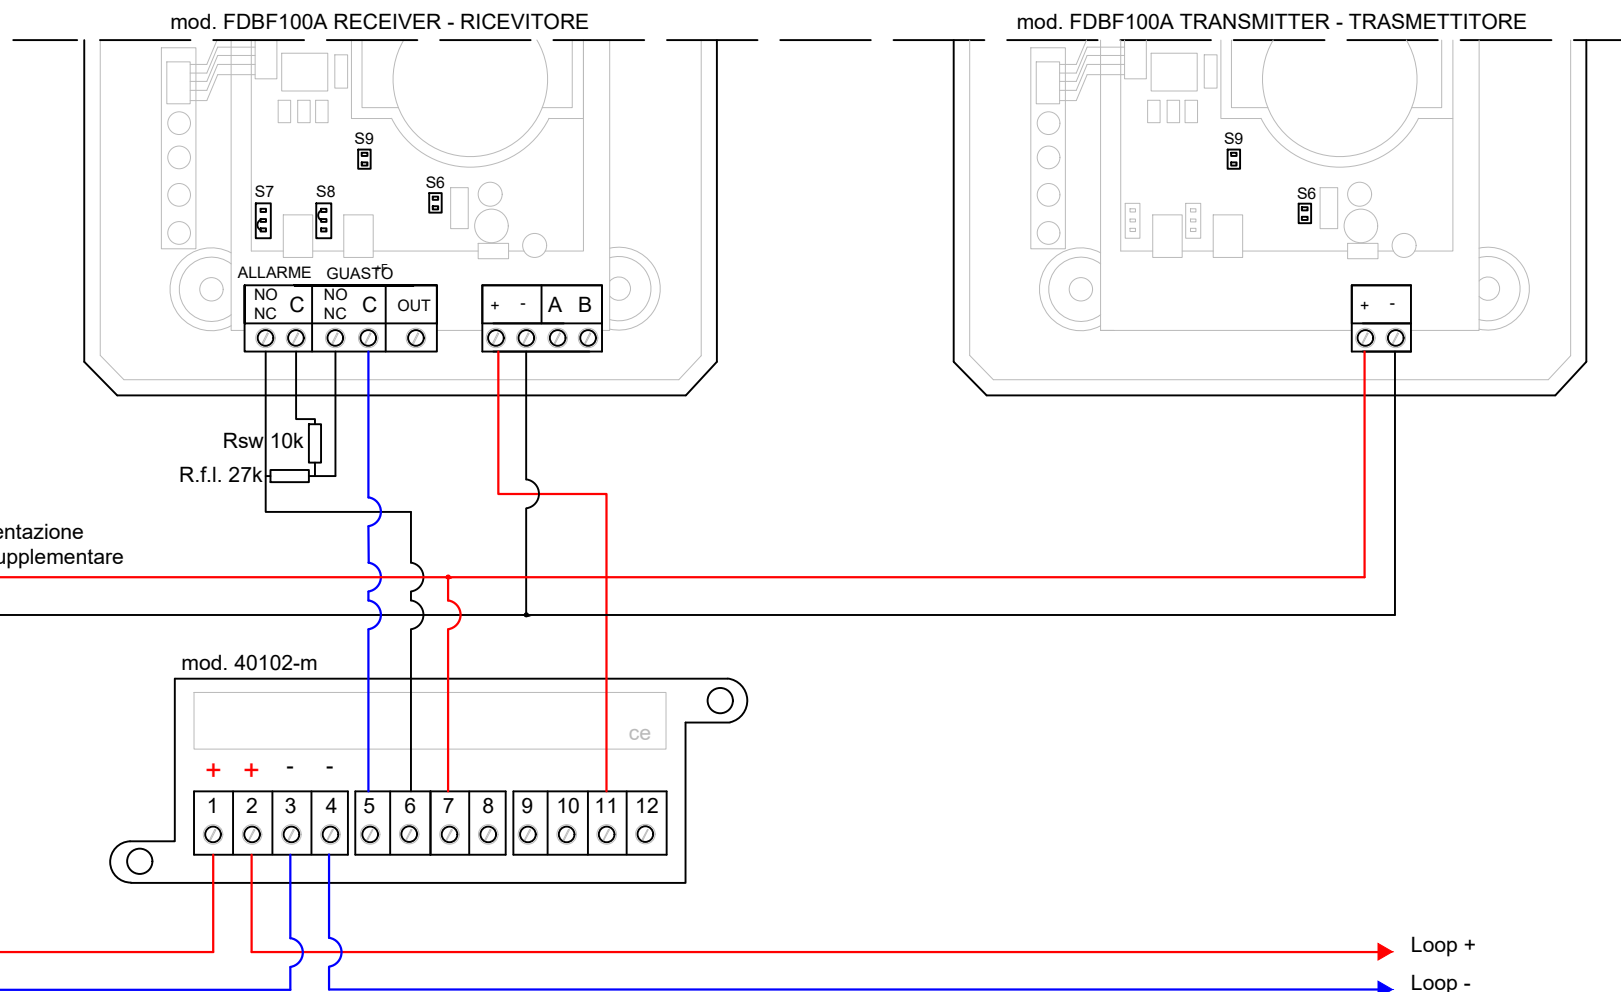 mod. FDBF100A RECEIVER - RICEVITORE
mod. FDBF100A TRANSMITTER - TRASMETTITORE
S9
S9
S7
S8
S6
S6
ALLARME
GUASTO
NO
NC
C
NO
NC
C
OUT
+
-
A
B
+
-
Rsw 10k
R.f.l. 27k
entazione
upplementare
mod. 40102-m
ce
+
+
-
-
1
2
3
4
5
6
7
8
9
10
11
12
Loop +
Loop -